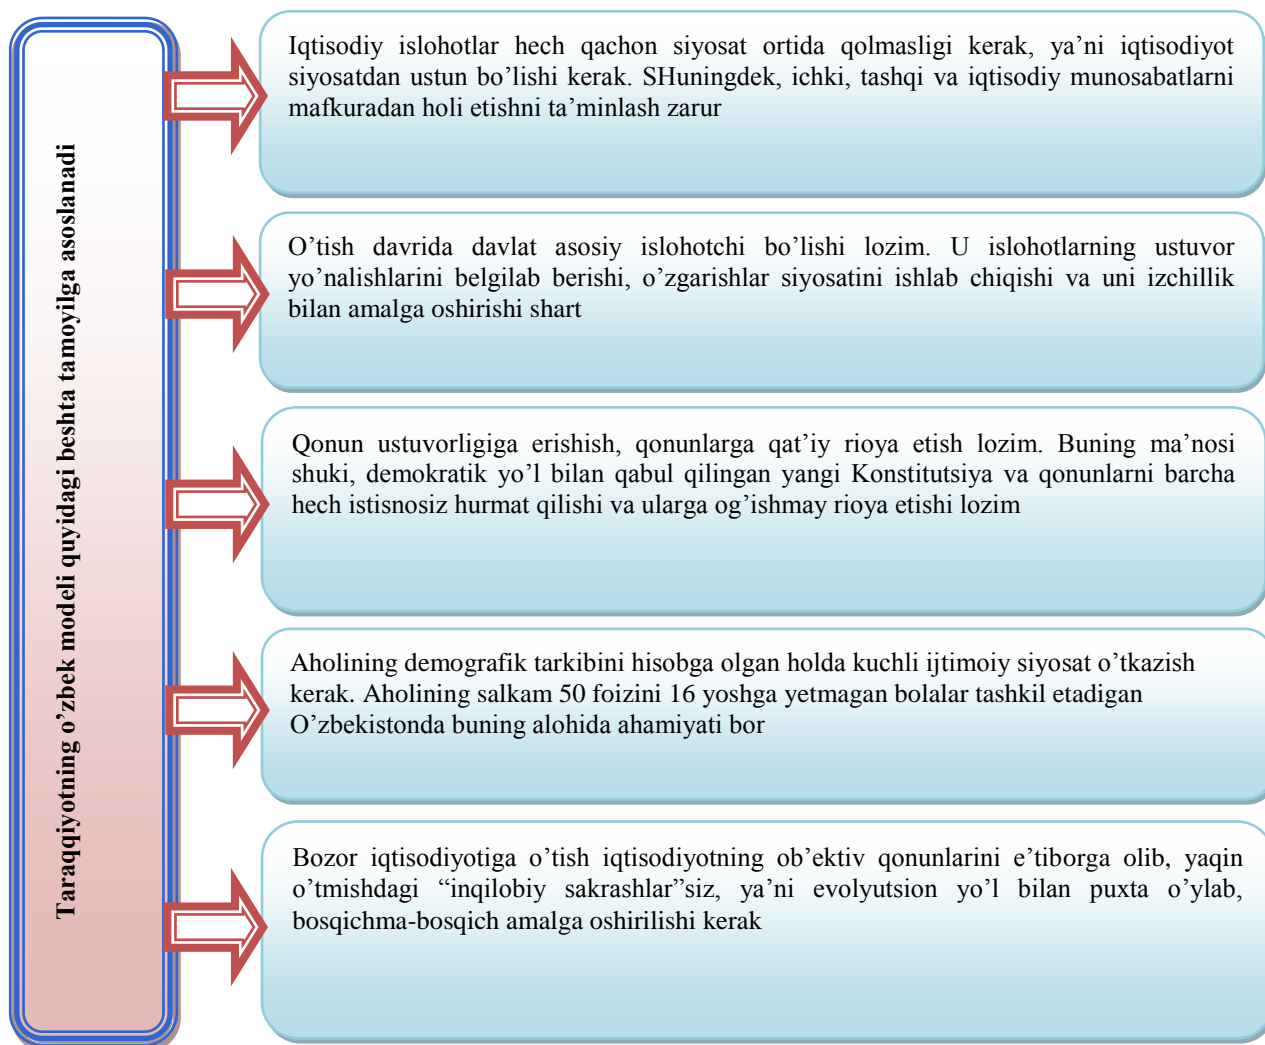 Taraqqiyotning o’zbek modeli quyidagi beshta tamoyilga asoslanadi
Iqtisodiy islohotlar hech qachon siyosat ortida qolmasligi kerak, ya’ni iqtisodiyot
siyosatdan ustun bo’lishi kerak. SHuningdek, ichki, tashqi va iqtisodiy munosabatlarni
mafkuradan holi etishni ta’minlash zarur
O’tish davrida davlat asosiy islohotchi bo’lishi lozim. U islohotlarning ustuvor
yo’nalishlarini belgilab berishi, o’zgarishlar siyosatini ishlab chiqishi va uni izchillik
bilan amalga oshirishi shart
Qonun ustuvorligiga erishish, qonunlarga qat’iy rioya etish lozim. Buning ma’nosi
shuki, demokratik yo’l bilan qabul qilingan yangi Konstitutsiya va qonunlarni barcha
hech istisnosiz hurmat qilishi va ularga og’ishmay rioya etishi lozim
Aholining demografik tarkibini hisobga olgan holda kuchli ijtimoiy siyosat o’tkazish
kerak. Aholining salkam 50 foizini 16 yoshga yetmagan bolalar tashkil etadigan
O’zbekistonda buning alohida ahamiyati bor
Bozor iqtisodiyotiga o’tish iqtisodiyotning ob’ektiv qonunlarini e’tiborga olib, yaqin
o’tmishdagi “inqilobiy sakrashlar”siz, ya’ni evolyutsion yo’l bilan puxta o’ylab,
bosqichma-bosqich amalga oshirilishi kerak